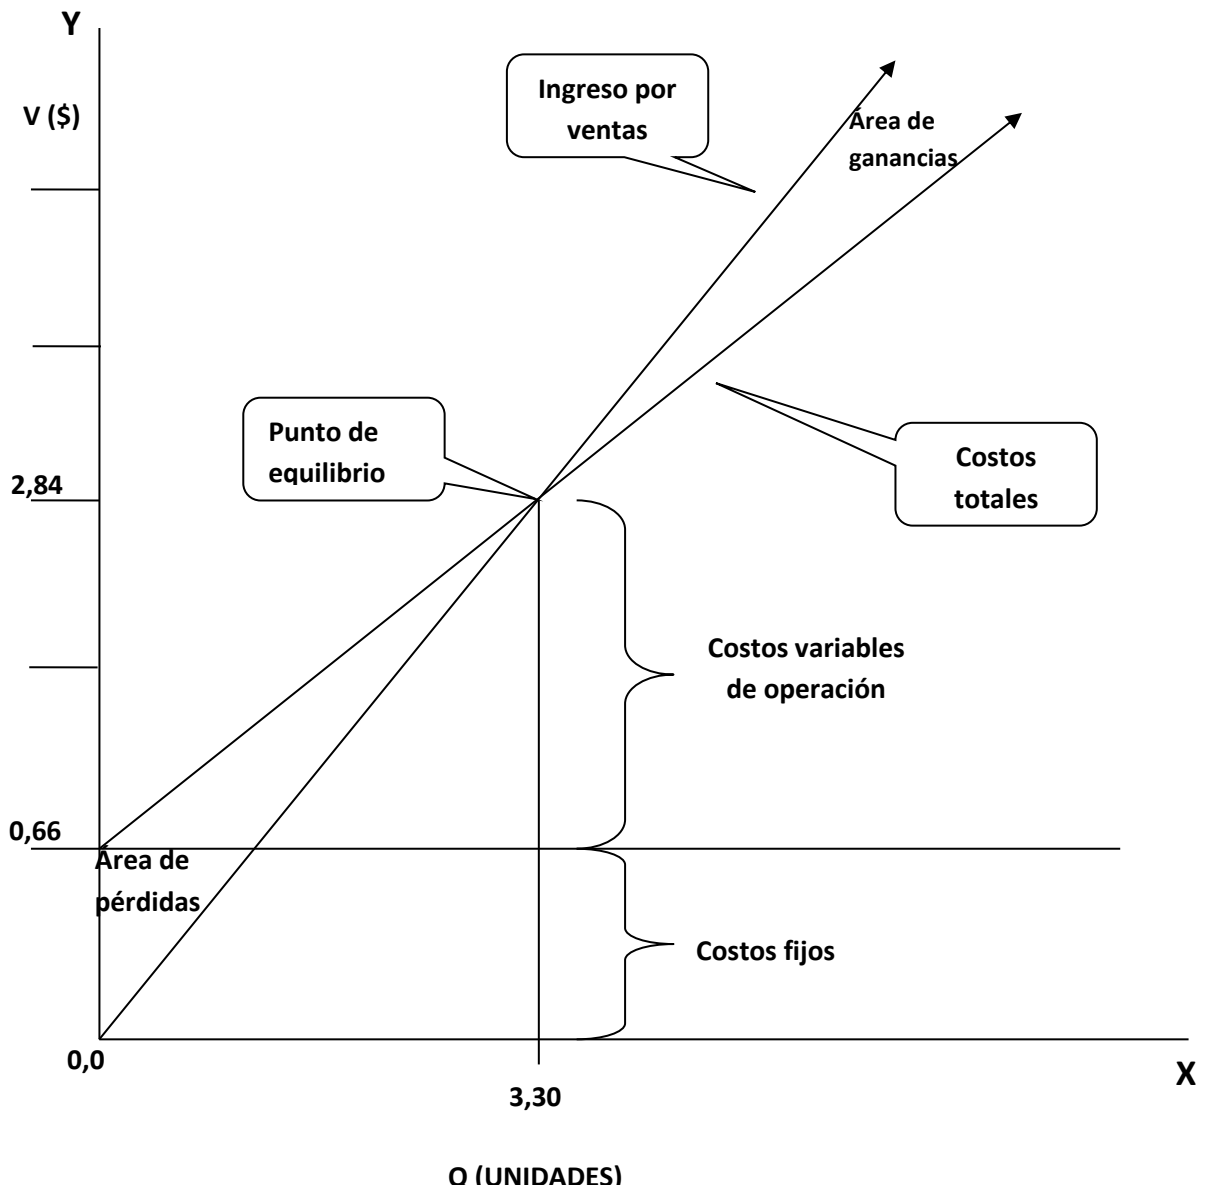 Y
V ($)
Ingreso por
ventas
Área de
ganancias
Punto de
equilibrio
Costos
totales
2,84
Costos variables
de operación
0,66
Área de
pérdidas
Costos fijos
0,0
X
3,30
Q (UNIDADES)